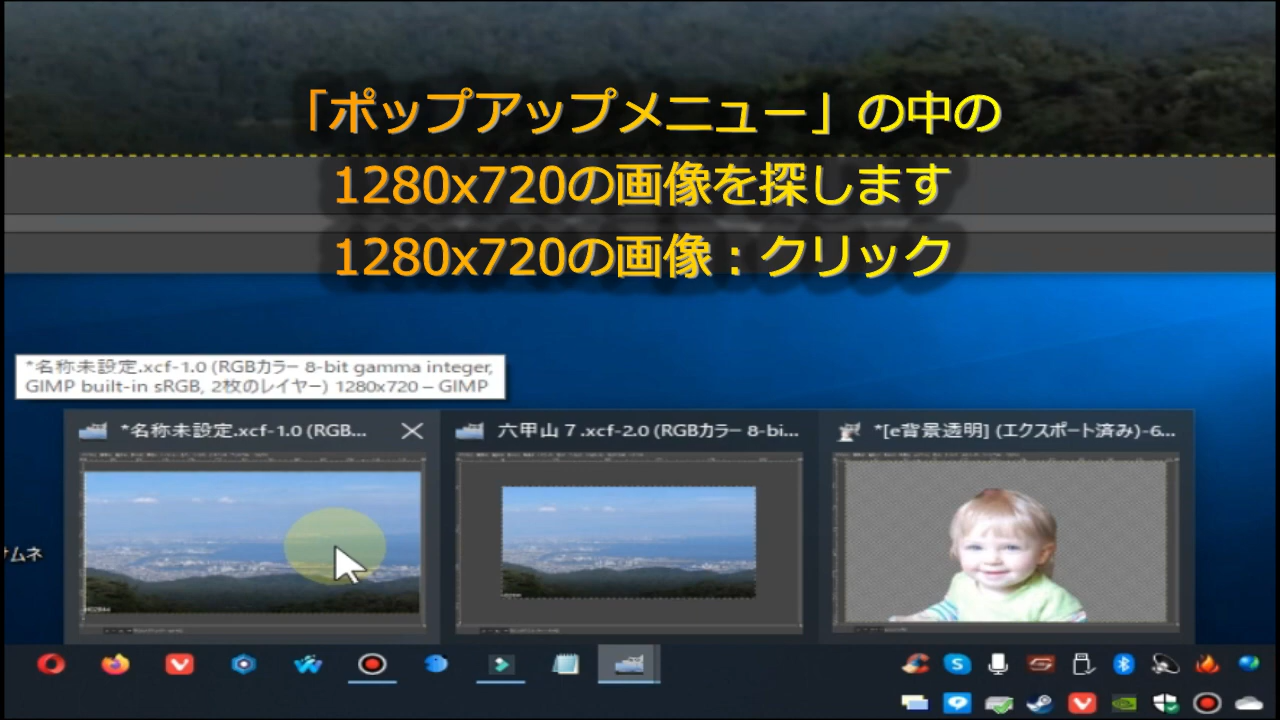 「ポップアップメニュー」の中の
1280x720の画像を探します
1280x720の画像：クリック
*名称未設定.xcf-1.0 (RGBカラー 8-bit gamma integer,
GIMP built-in sRGB, 2枚のレイヤー) 1280x720 – GIMP
*名称未設定.xcf-1.0 (RGB...
六甲山７.xcf-2.0 (RGBカラー 8-bi...
*[e背景透明] (エクスポート済み)-6...
サムネ